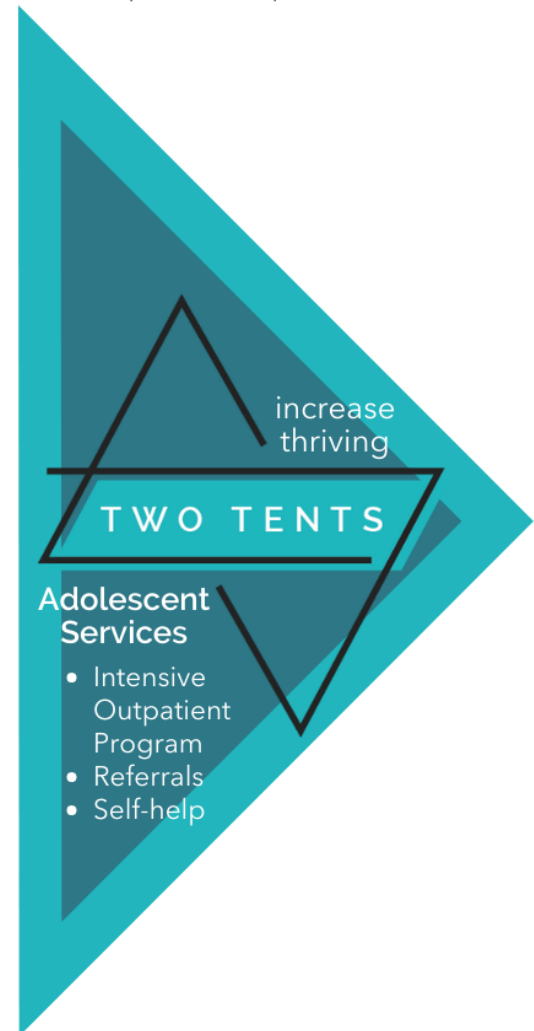 increase
thriving
TWO TENTS
Adolescent
Services
• Intensive
Outpatient
Program
• Referrals
• Self-help